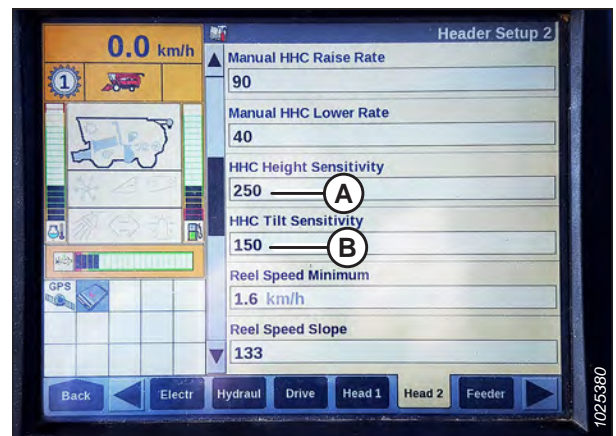 0.0 km/h
Header Setup 2
1
Manual HHC Raise Rate
90
Manual HHC Lower Rate
40
HHC Height Sensitivity
250
A
HHC Tilt Sensitivity
150
B
Reel Speed Minimum
1.6 km/h
GPS
Reel Speed Slope
133
Back
Electr
Hydraul
Drive
Head 1
Head 2
Feeder
1025380